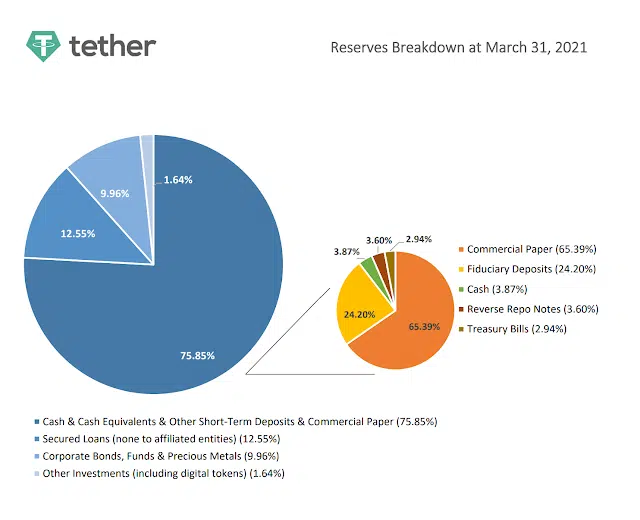 tether
Reserves Breakdown at March 31, 2021
1.64%
9.96%
12.55%
75.85%
3.87%
3.60%
2.94%
24.20%
65.39%
Commercial Paper (65.39%)
Fiduciary Deposits (24.20%)
Cash (3.87%)
Reverse Repo Notes (3.60%)
Treasury Bills (2.94%)
Cash & Cash Equivalents & Other Short-Term Deposits & Commercial Paper (75.85%)
Secured Loans (none to affiliated entities) (12.55%)
Corporate Bonds, Funds & Precious Metals (9.96%)
Other Investments (including digital tokens) (1.64%)